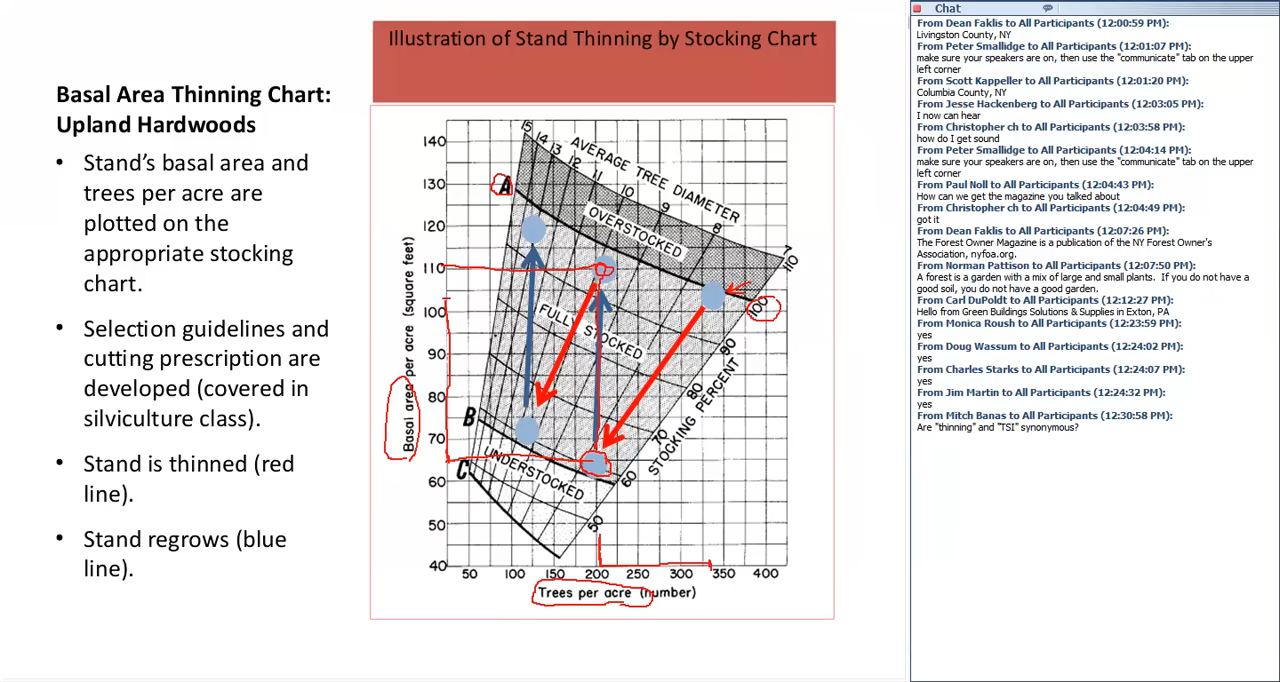 Illustration of Stand Thinning by Stocking Chart
Basal Area Thinning Chart:
Upland Hardwoods
• Stand's basal area and
trees per acre are
plotted on the
appropriate stocking
chart.
• Selection guidelines and
cutting prescription are
developed (covered in
silviculture class).
• Stand is thinned (red
line).
• Stand regrows (blue
line).
Basal area per acre (square feet)
140
130
120
110
100
90
80
70
60
50
40
50 100 150 200 250 300 350 400
Trees per acre (number)
15 14 13 12 11 10 9 8 7
AVERAGE TREE DIAMETER
OVERSTOCKED
FULLY STOCKED
UNDERSTOCKED
A
B
C
110
100
90
80
70
60
50
STOCKING PERCENT
Chat
From Dean Faklis to All Participants (12:00:59 PM):
Livingston County, NY
From Peter Smallidge to All Participants (12:01:07 PM):
make sure your speakers are on, then use the "communicate" tab on the upper
left corner
From Scott Kappeller to All Participants (12:01:20 PM):
Columbia County, NY
From Jesse Hackenberg to All Participants (12:03:05 PM):
I now can hear
From Christopher ch to All Participants (12:03:58 PM):
how do I get sound
From Peter Smallidge to All Participants (12:04:14 PM):
make sure your speakers are on, then use the "communicate" tab on the upper
left corner
From Paul Noll to All Participants (12:04:43 PM):
How can we get the magazine you talked about
From Christopher ch to All Participants (12:04:49 PM):
got it
From Dean Faklis to All Participants (12:07:26 PM):
The Forest Owner Magazine is a publication of the NY Forest Owner's
Association, nyfoa.org.
From Norman Pattison to All Participants (12:07:50 PM):
A forest is a garden with a mix of large and small plants. If you do not have a
good soil, you do not have a good garden.
From Carl DuPoldt to All Participants (12:12:27 PM):
Hello from Green Buildings Solutions & Supplies in Exton, PA
From Monica Roush to All Participants (12:23:59 PM):
yes
From Doug Wassum to All Participants (12:24:02 PM):
yes
From Charles Starks to All Participants (12:24:07 PM):
yes
From Jim Martin to All Participants (12:24:32 PM):
yes
From Mitch Banas to All Participants (12:30:58 PM):
Are "thinning" and "TSI" synonymous?